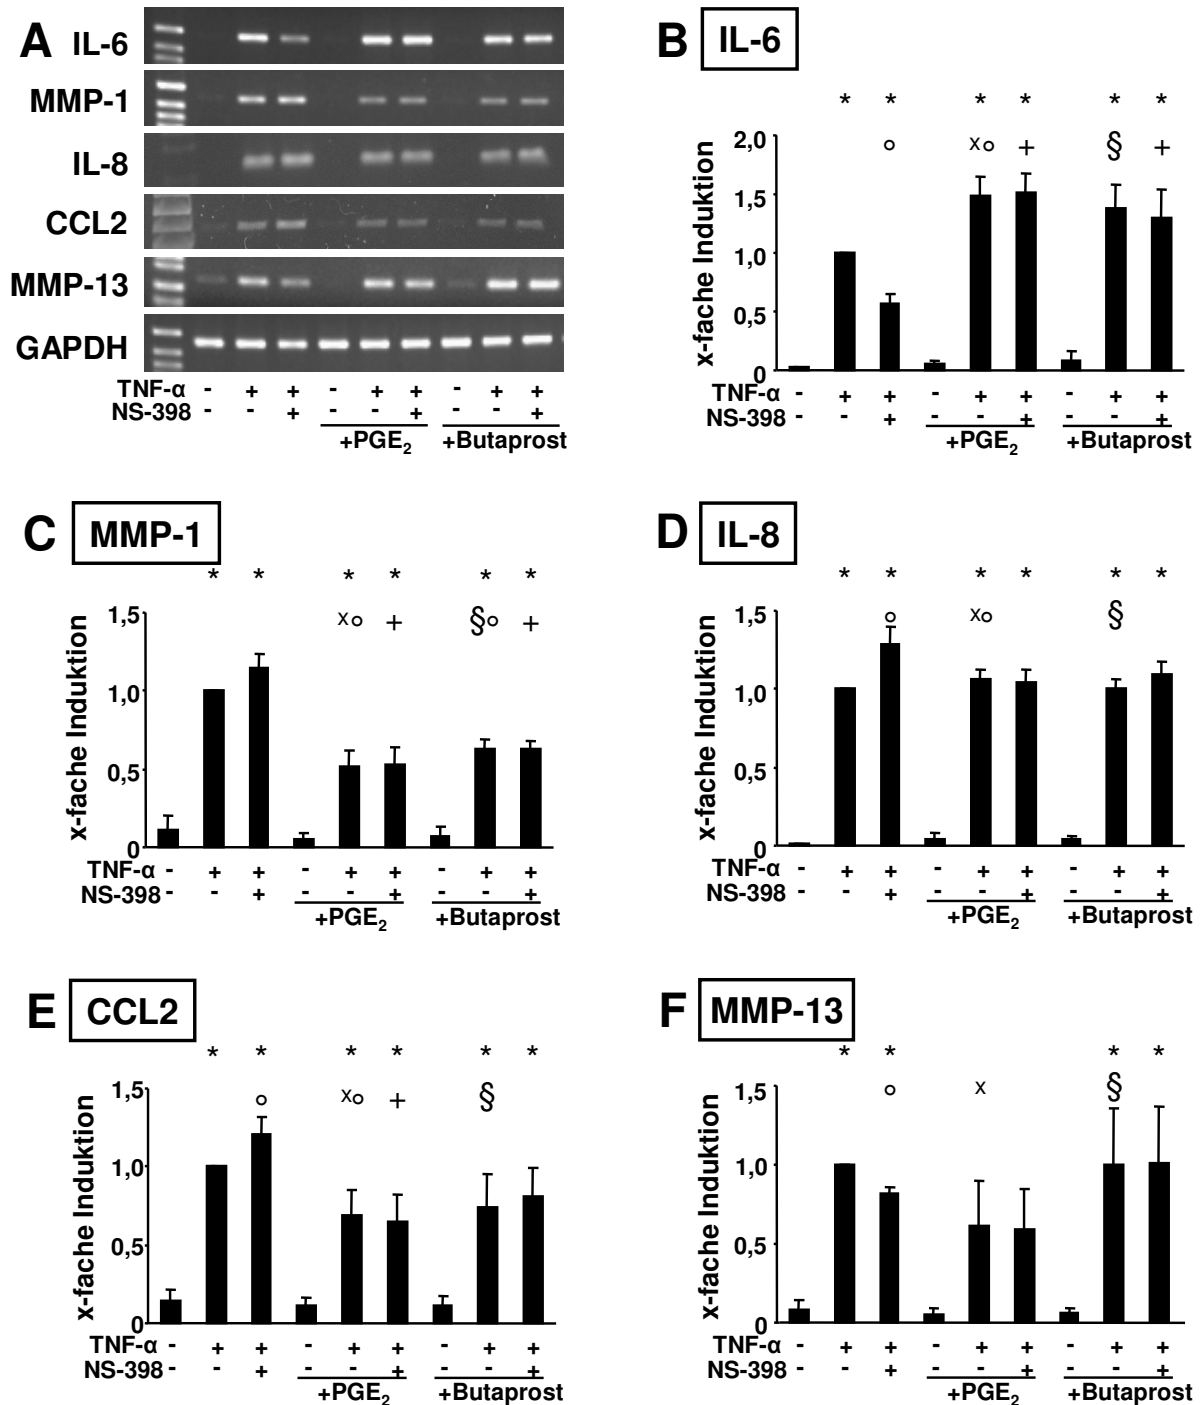 A
IL-6
MMP-1
IL-8
CCL2
MMP-13
GAPDH
TNF-α - + + - + + - + +
NS-398 - - + - - + - - +
+PGE₂ +Butaprost
B IL-6
* * * * * *
° x° + § +
x-fache Induktion
2,0
1,5
1,0
0,5
0
TNF-α - + + - + + - + +
NS-398 - - + - - + - - +
+PGE₂ +Butaprost
C MMP-1
* * * * * *
x° + §° +
x-fache Induktion
1,5
1,0
0,5
0
TNF-α - + + - + + - + +
NS-398 - - + - - + - - +
+PGE₂ +Butaprost
D IL-8
* * * * * *
° x° §
x-fache Induktion
1,5
1,0
0,5
0
TNF-α - + + - + + - + +
NS-398 - - + - - + - - +
+PGE₂ +Butaprost
E CCL2
* * * * * *
° x° + §
x-fache Induktion
1,5
1,0
0,5
0
TNF-α - + + - + + - + +
NS-398 - - + - - + - - +
+PGE₂ +Butaprost
F MMP-13
* * * *
° x §
x-fache Induktion
1,5
1,0
0,5
0
TNF-α - + + - + + - + +
NS-398 - - + - - + - - +
+PGE₂ +Butaprost